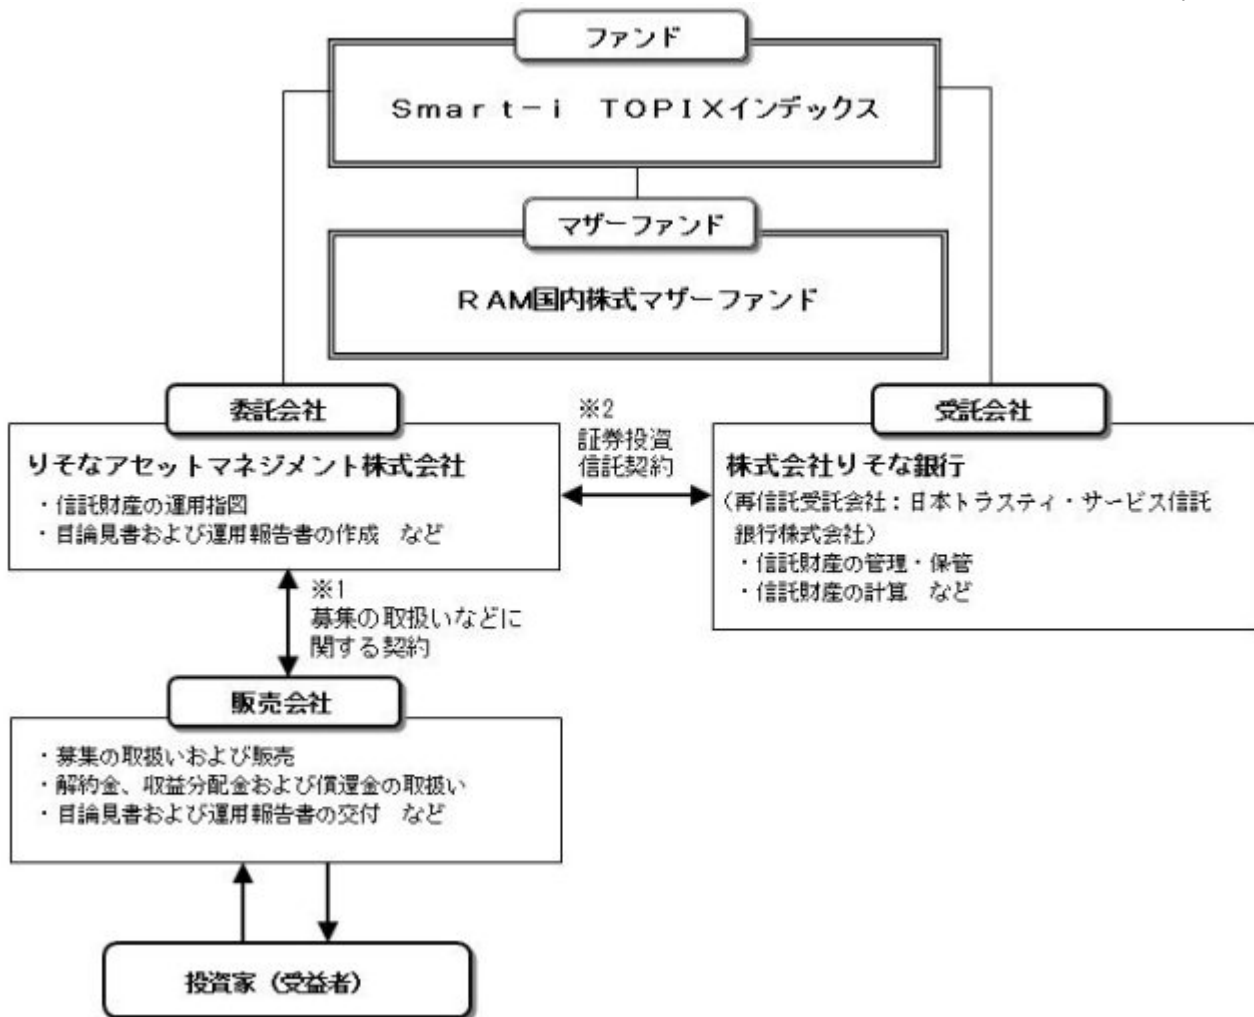 ファンド
Ｓｍａｒｔ－ｉ　ＴＯＰＩＸインデックス
マザーファンド
ＲＡＭ国内株式マザーファンド
委託会社
りそなアセットマネジメント株式会社
・信託財産の運用指図
・目論見書および運用報告書の作成　など
※2
証券投資
信託契約
受託会社
株式会社りそな銀行
（再信託受託会社：日本トラスティ・サービス信託
銀行株式会社）
・信託財産の管理・保管
・信託財産の計算　など
※1
募集の取扱いなどに
関する契約
販売会社
・募集の取扱いおよび販売
・解約金、収益分配金および償還金の取扱い
・目論見書および運用報告書の交付　など
投資家（受益者）